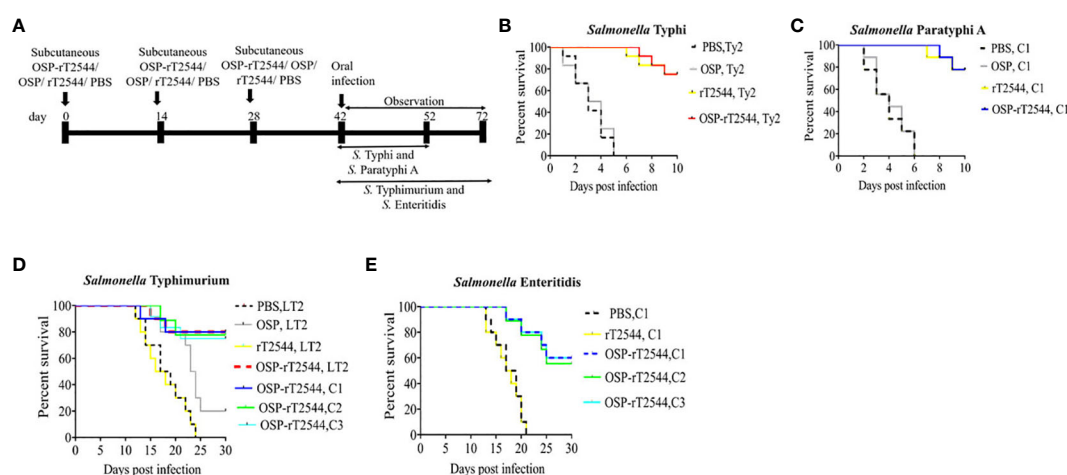 A
Subcutaneous
OSP-rT2544/
OSP/ rT2544/ PBS
Subcutaneous
OSP-rT2544/
OSP/ rT2544/ PBS
Subcutaneous
OSP-rT2544/ OSP/
rT2544/ PBS
Oral
infection
Observation
day
0
14
28
42
52
72
S. Typhi and
S. Paratyphi A
S. Typhimurium and
S. Enteritidis
B
Salmonella Typhi
Percent survival
100
80
60
40
20
0
0 2 4 6 8 10
Days post infection
PBS,Ty2
OSP, Ty2
rT2544, Ty2
OSP-rT2544, Ty2
C
Salmonella Paratyphi A
Percent survival
100
80
60
40
20
0
0 2 4 6 8 10
Days post infection
PBS, C1
OSP, C1
rT2544, C1
OSP-rT2544, C1
D
Salmonella Typhimurium
Percent survival
100
80
60
40
20
0
0 5 10 15 20 25 30
Days post infection
PBS,LT2
OSP, LT2
rT2544, LT2
OSP-rT2544, LT2
OSP-rT2544, C1
OSP-rT2544,C2
OSP-rT2544,C3
E
Salmonella Enteritidis
Percent survival
100
80
60
40
20
0
0 5 10 15 20 25 30
Days post infection
PBS,C1
rT2544, C1
OSP-rT2544,C1
OSP-rT2544,C2
OSP-rT2544,C3